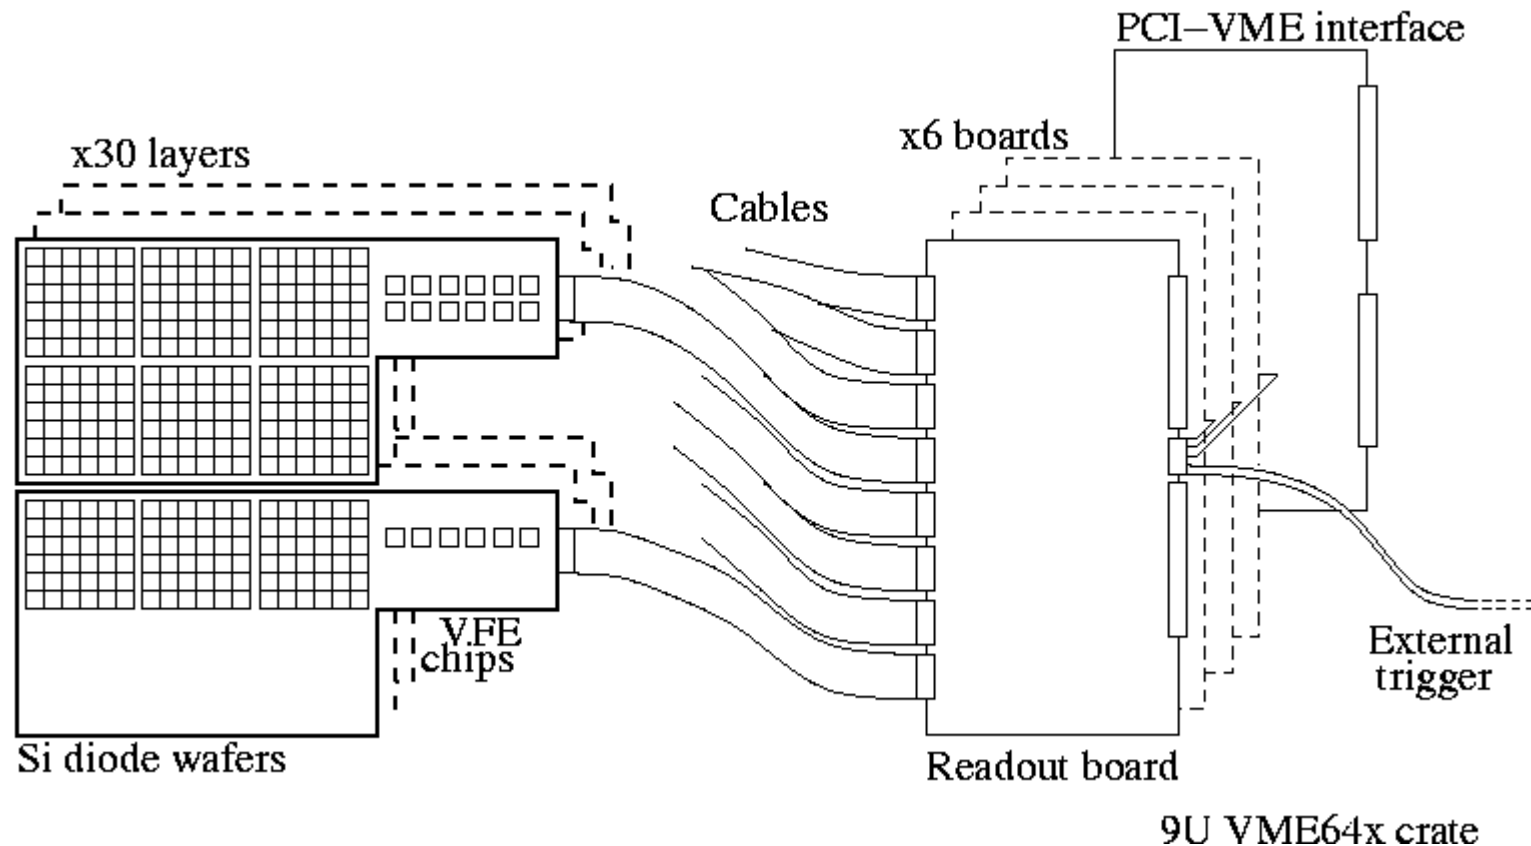 PCI–VME interface
x6 boards
x30 layers
Cables
VFE
chips
External
trigger
Si diode wafers
Readout board
9U VME64x crate